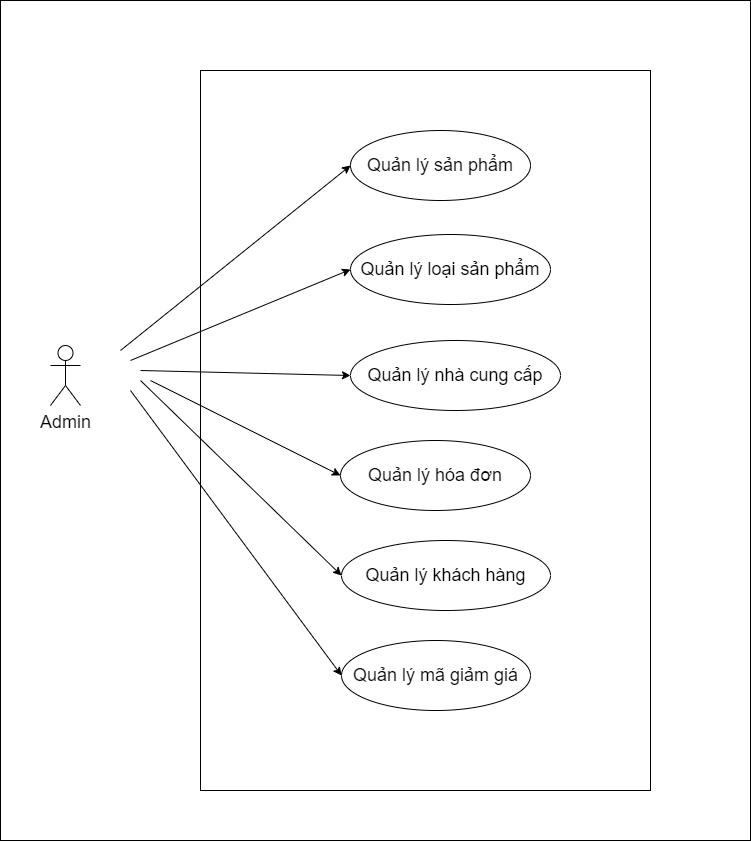 Quản lý sản phẩm
Quản lý loại sản phẩm
Quản lý nhà cung cấp
Admin
Quản lý hóa đơn
Quản lý khách hàng
Quản lý mã giảm giá